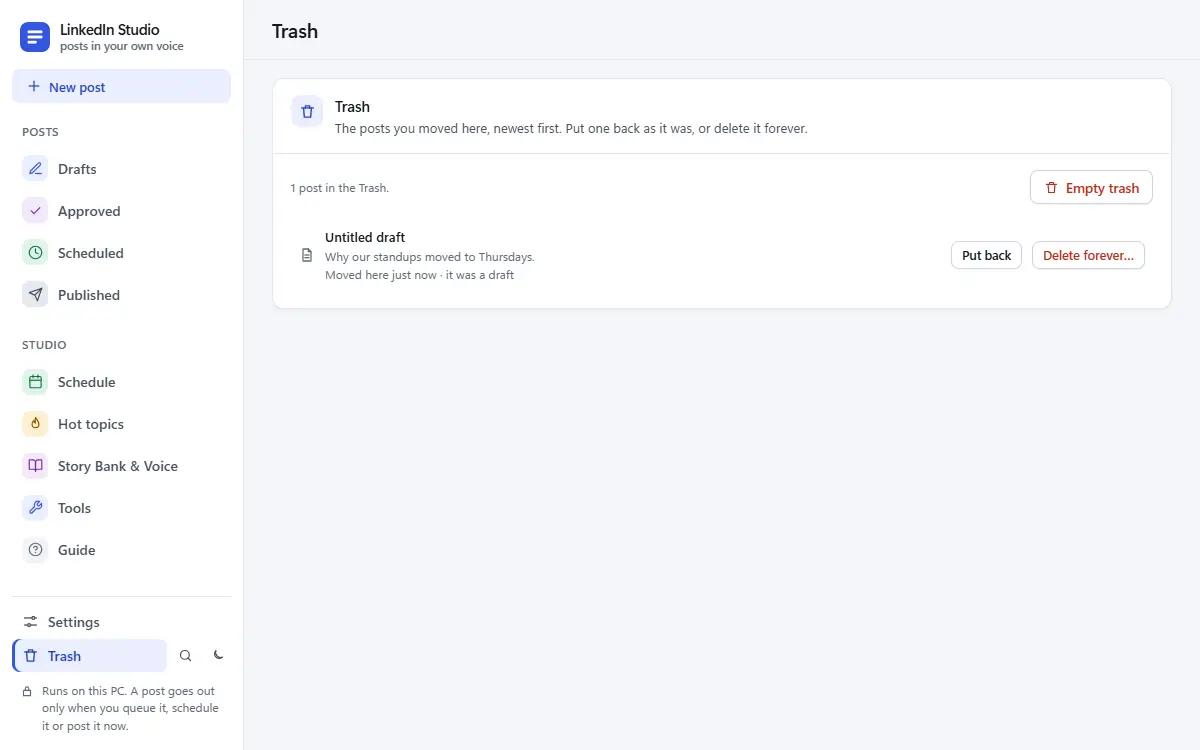 LinkedIn Studio
posts in your own voice
New post
POSTS
Drafts
Approved
Scheduled
Published
STUDIO
Schedule
Hot topics
Story Bank & Voice
Tools
Guide
Settings
Trash
Runs on this PC. A post goes out
only when you queue it, schedule
it or post it now.
Trash
Trash
The posts you moved here, newest first. Put one back as it was, or delete it forever.
1 post in the Trash.
Empty trash
Untitled draft
Why our standups moved to Thursdays.
Moved here just now · it was a draft
Put back
Delete forever...